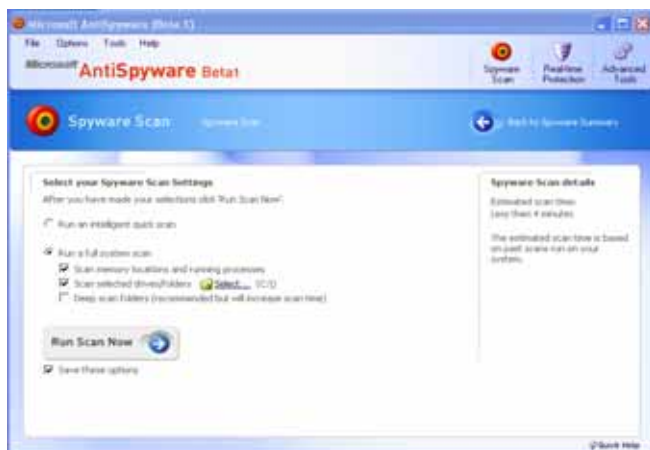 Microsoft AntiSpyware (Beta 1)
File Options Tools Help
Microsoft AntiSpyware Beta1
Spyware Scan
Real-time Protection
Advanced Tools
Spyware Scan
Spyware Scan
Back to Spyware Summary
Select your Spyware Scan Settings
After you have made your selections click 'Run Scan Now'.
Run an intelligent quick scan
Run a full system scan
Scan memory locations and running processes
Scan selected drives/folders Select... (C:\)
Deep scan folders (recommended but will increase scan time)
Run Scan Now
Save these options
Spyware Scan details
Estimated scan time:
Less than 4 minutes
The estimated scan time is based
on past scans run on your
system.
Quick Help